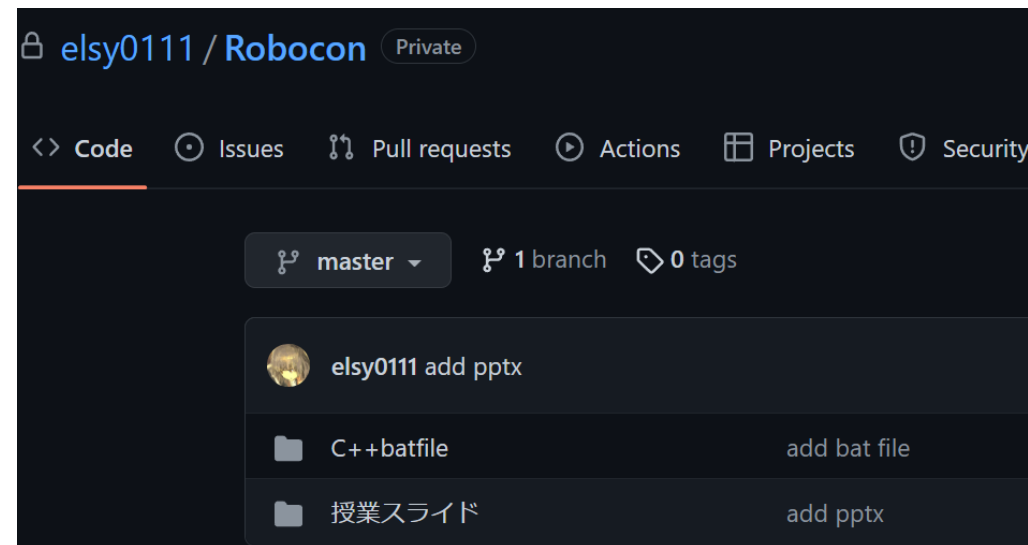 elsy0111 / Robocon Private
Code Issues Pull requests Actions Projects Security
master 1 branch 0 tags
elsy0111 add pptx
C++batfile add bat file
授業スライド add pptx